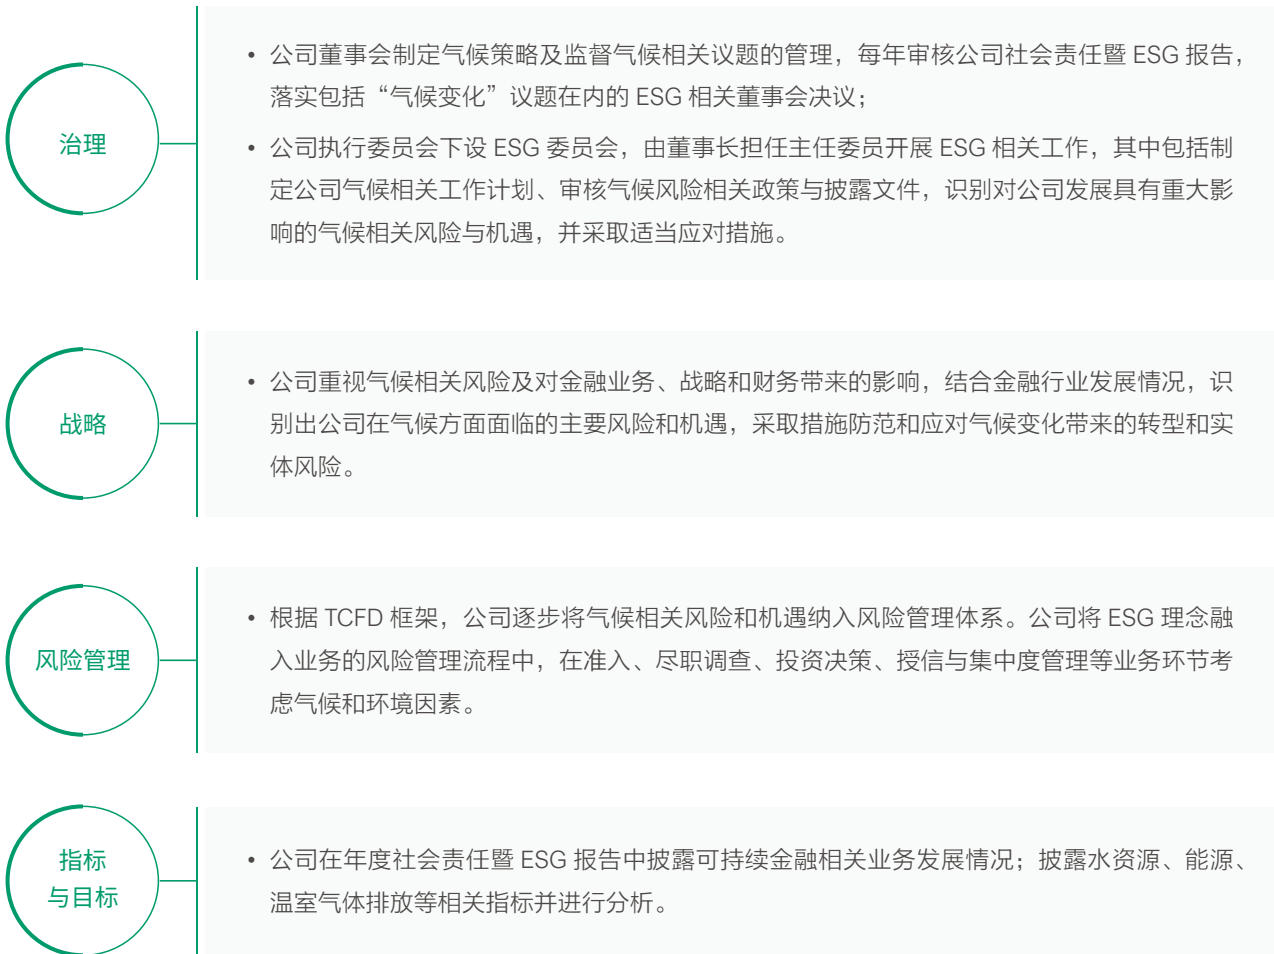 治理
• 公司董事会制定气候策略及监督气候相关议题的管理，每年审核公司社会责任暨 ESG 报告，
落实包括“气候变化”议题在内的 ESG 相关董事会决议；
• 公司执行委员会下设 ESG 委员会，由董事长担任主任委员开展 ESG 相关工作，其中包括制
定公司气候相关工作计划、审核气候风险相关政策与披露文件，识别对公司发展具有重大影
响的气候相关风险与机遇，并采取适当应对措施。
战略
• 公司重视气候相关风险及对金融业务、战略和财务带来的影响，结合金融行业发展情况，识
别出公司在气候方面面临的主要风险和机遇，采取措施防范和应对气候变化带来的转型和实
体风险。
风险管理
• 根据 TCFD 框架，公司逐步将气候相关风险和机遇纳入风险管理体系。公司将 ESG 理念融
入业务的风险管理流程中，在准入、尽职调查、投资决策、授信与集中度管理等业务环节考
虑气候和环境因素。
指标
与目标
• 公司在年度社会责任暨 ESG 报告中披露可持续金融相关业务发展情况；披露水资源、能源、
温室气体排放等相关指标并进行分析。